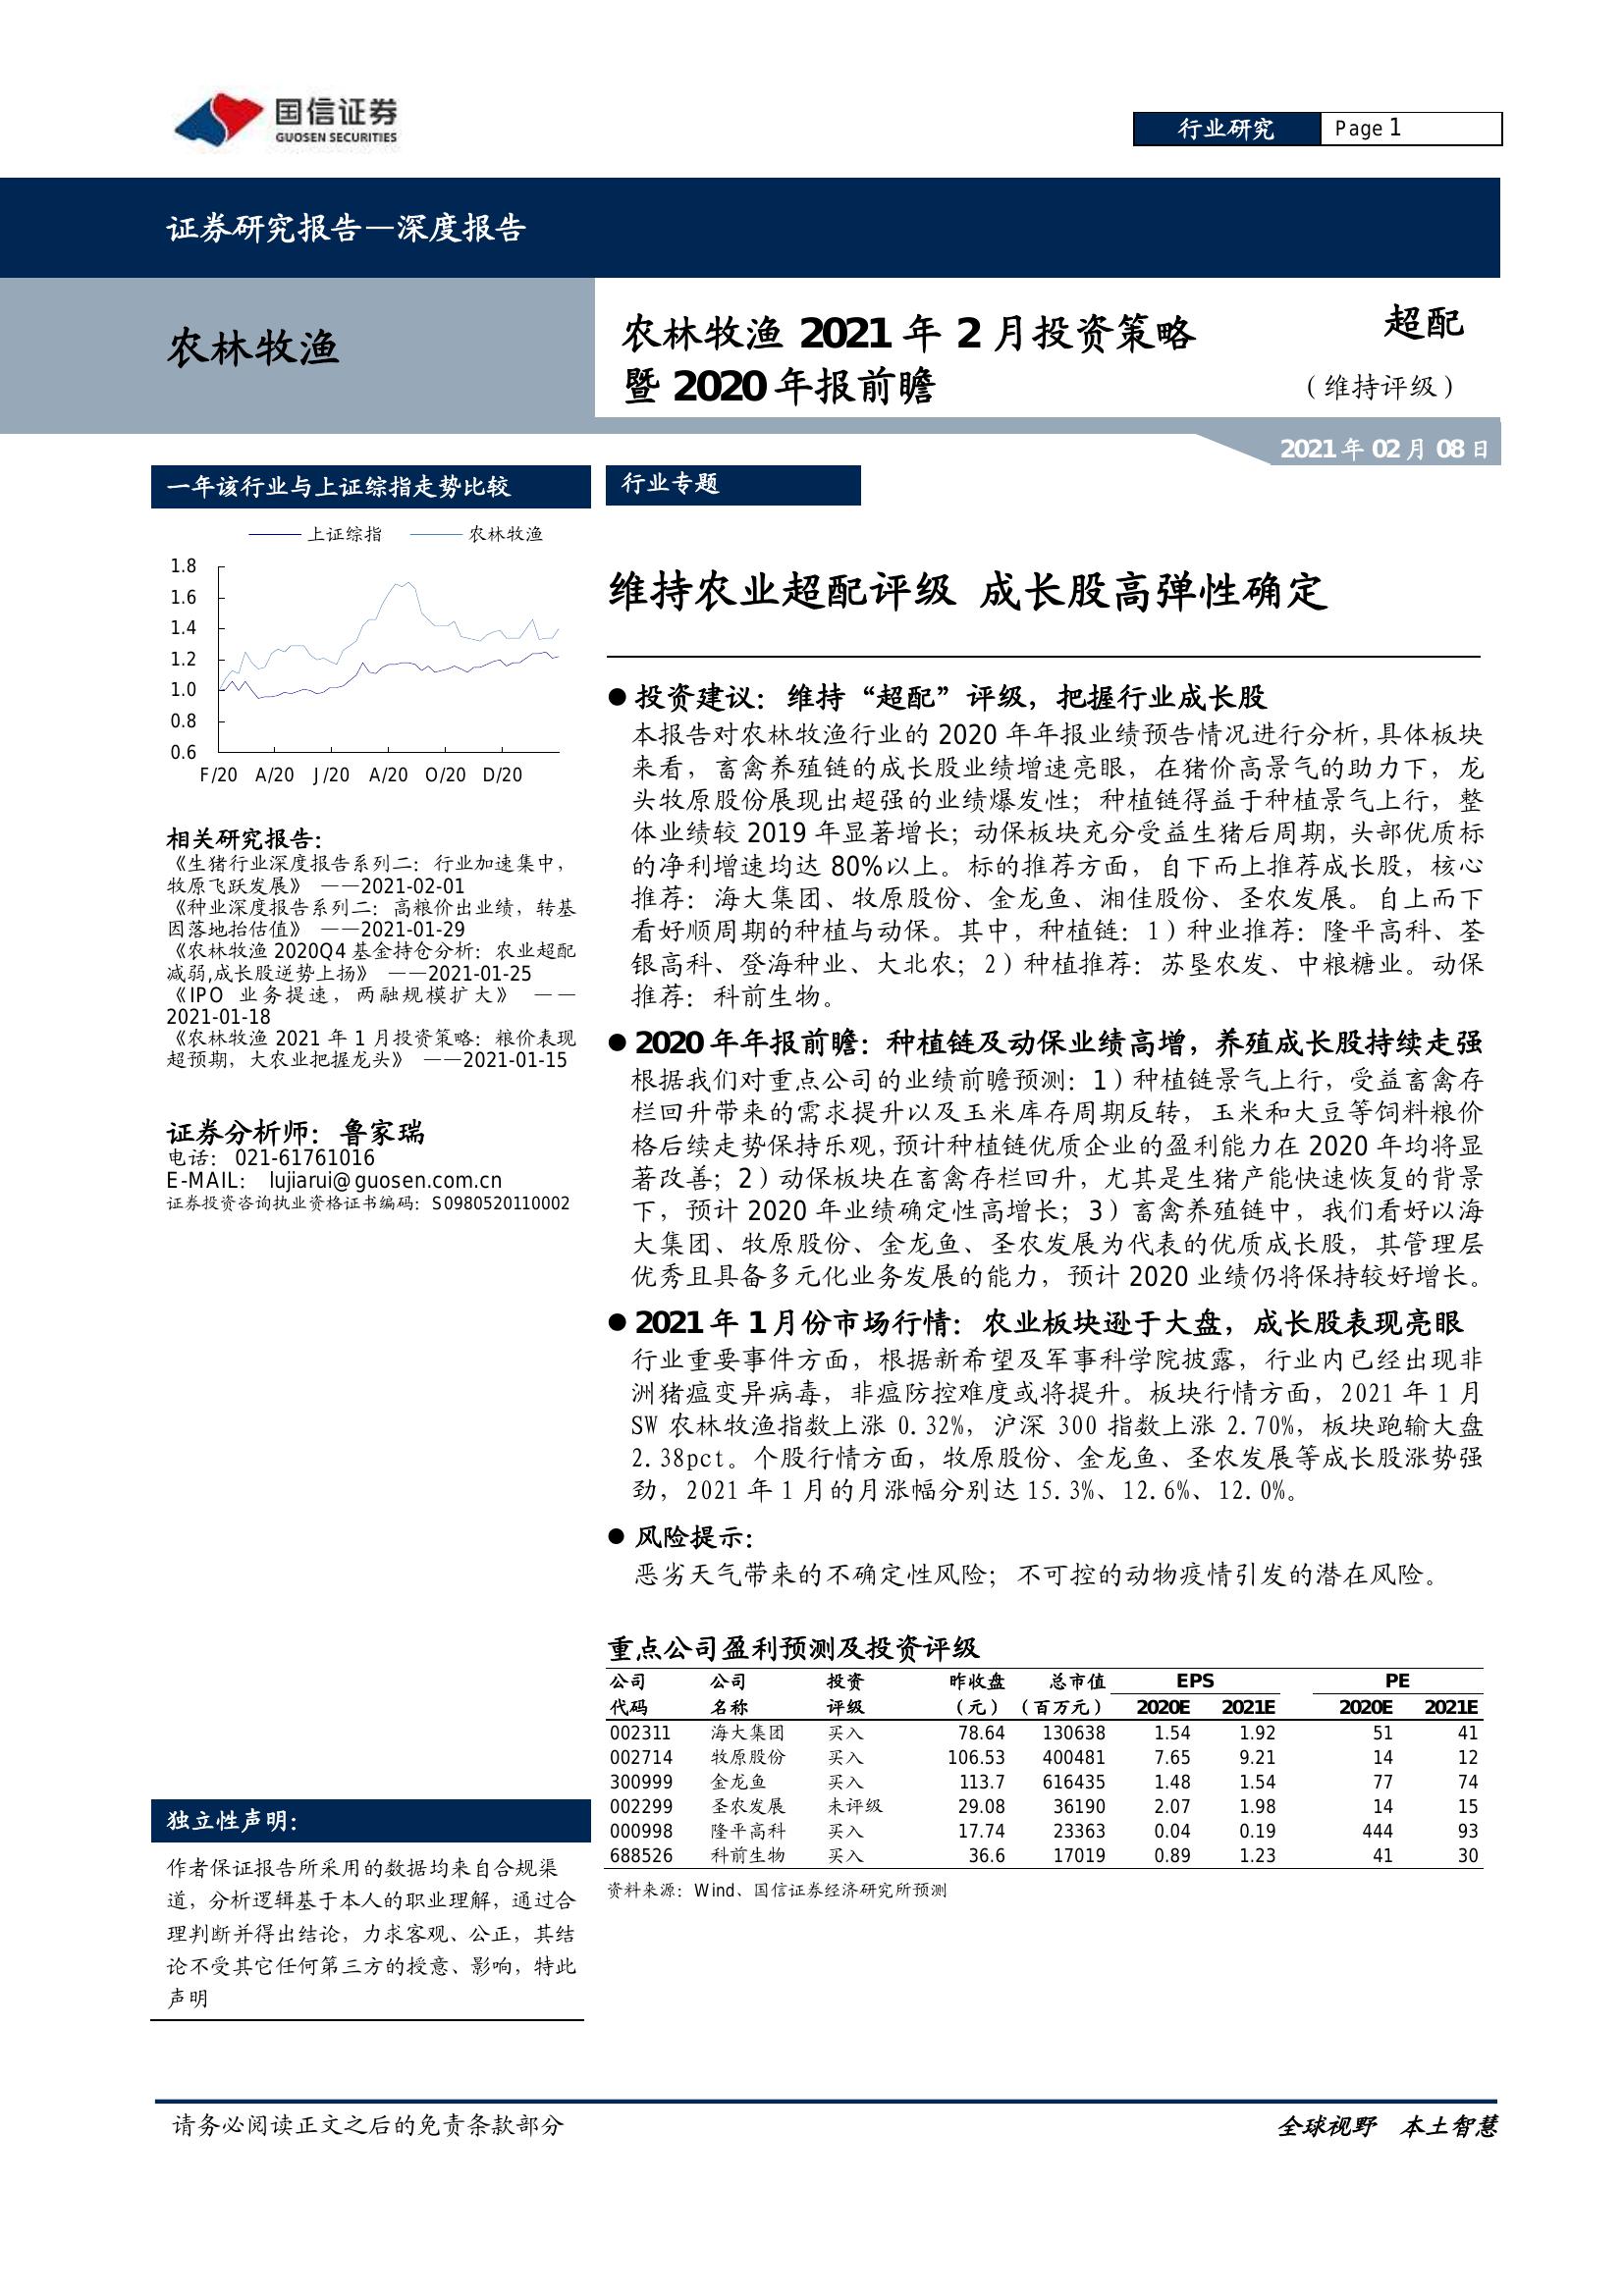 国信证券
GUOSEN SECURITIES
行业研究
Page 1
证券研究报告—深度报告
农林牧渔
农林牧渔 2021 年 2 月投资策略
暨 2020 年报前瞻
超配
（维持评级）
2021 年 02 月 08 日
一年该行业与上证综指走势比较
上证综指 农林牧渔
1.8
1.6
1.4
1.2
1.0
0.8
0.6
F/20 A/20 J/20 A/20 O/20 D/20
相关研究报告：
《生猪行业深度报告系列二：行业加速集中，
牧原飞跃发展》 ——2021-02-01
《种业深度报告系列二：高粮价出业绩，转基
因落地抬估值》 ——2021-01-29
《农林牧渔 2020Q4 基金持仓分析：农业超配
减弱,成长股逆势上扬》 ——2021-01-25
《IPO 业务提速，两融规模扩大》 ——
2021-01-18
《农林牧渔 2021 年 1 月投资策略：粮价表现
超预期，大农业把握龙头》 ——2021-01-15
证券分析师：鲁家瑞
电话： 021-61761016
E-MAIL： lujiarui@guosen.com.cn
证券投资咨询执业资格证书编码：S0980520110002
独立性声明：
作者保证报告所采用的数据均来自合规渠
道，分析逻辑基于本人的职业理解，通过合
理判断并得出结论，力求客观、公正，其结
论不受其它任何第三方的授意、影响，特此
声明
行业专题
维持农业超配评级 成长股高弹性确定
● 投资建议：维持“超配”评级，把握行业成长股
本报告对农林牧渔行业的 2020 年年报业绩预告情况进行分析，具体板块
来看，畜禽养殖链的成长股业绩增速亮眼，在猪价高景气的助力下，龙
头牧原股份展现出超强的业绩爆发性；种植链得益于种植景气上行，整
体业绩较 2019 年显著增长；动保板块充分受益生猪后周期，头部优质标
的净利增速均达 80%以上。标的推荐方面，自下而上推荐成长股，核心
推荐：海大集团、牧原股份、金龙鱼、湘佳股份、圣农发展。自上而下
看好顺周期的种植与动保。其中，种植链：1）种业推荐：隆平高科、荃
银高科、登海种业、大北农；2）种植推荐：苏垦农发、中粮糖业。动保
推荐：科前生物。
● 2020 年年报前瞻：种植链及动保业绩高增，养殖成长股持续走强
根据我们对重点公司的业绩前瞻预测：1）种植链景气上行，受益畜禽存
栏回升带来的需求提升以及玉米库存周期反转，玉米和大豆等饲料粮价
格后续走势保持乐观，预计种植链优质企业的盈利能力在 2020 年均将显
著改善；2）动保板块在畜禽存栏回升，尤其是生猪产能快速恢复的背景
下，预计 2020 年业绩确定性高增长；3）畜禽养殖链中，我们看好以海
大集团、牧原股份、金龙鱼、圣农发展为代表的优质成长股，其管理层
优秀且具备多元化业务发展的能力，预计 2020 业绩仍将保持较好增长。
● 2021 年 1 月份市场行情：农业板块逊于大盘，成长股表现亮眼
行业重要事件方面，根据新希望及军事科学院披露，行业内已经出现非
洲猪瘟变异病毒，非瘟防控难度或将提升。板块行情方面，2021 年 1 月
SW 农林牧渔指数上涨 0.32%，沪深 300 指数上涨 2.70%，板块跑输大盘
2.38pct。个股行情方面，牧原股份、金龙鱼、圣农发展等成长股涨势强
劲，2021 年 1 月的月涨幅分别达 15.3%、12.6%、12.0%。
● 风险提示：
恶劣天气带来的不确定性风险；不可控的动物疫情引发的潜在风险。
重点公司盈利预测及投资评级
公司 公司 投资 昨收盘 总市值 EPS PE
代码 名称 评级 （元） （百万元） 2020E 2021E 2020E 2021E
002311 海大集团 买入 78.64 130638 1.54 1.92 51 41
002714 牧原股份 买入 106.53 400481 7.65 9.21 14 12
300999 金龙鱼 买入 113.7 616435 1.48 1.54 77 74
002299 圣农发展 未评级 29.08 36190 2.07 1.98 14 15
000998 隆平高科 买入 17.74 23363 0.04 0.19 444 93
688526 科前生物 买入 36.6 17019 0.89 1.23 41 30
资料来源：Wind、国信证券经济研究所预测
请务必阅读正文之后的免责条款部分
全球视野 本土智慧